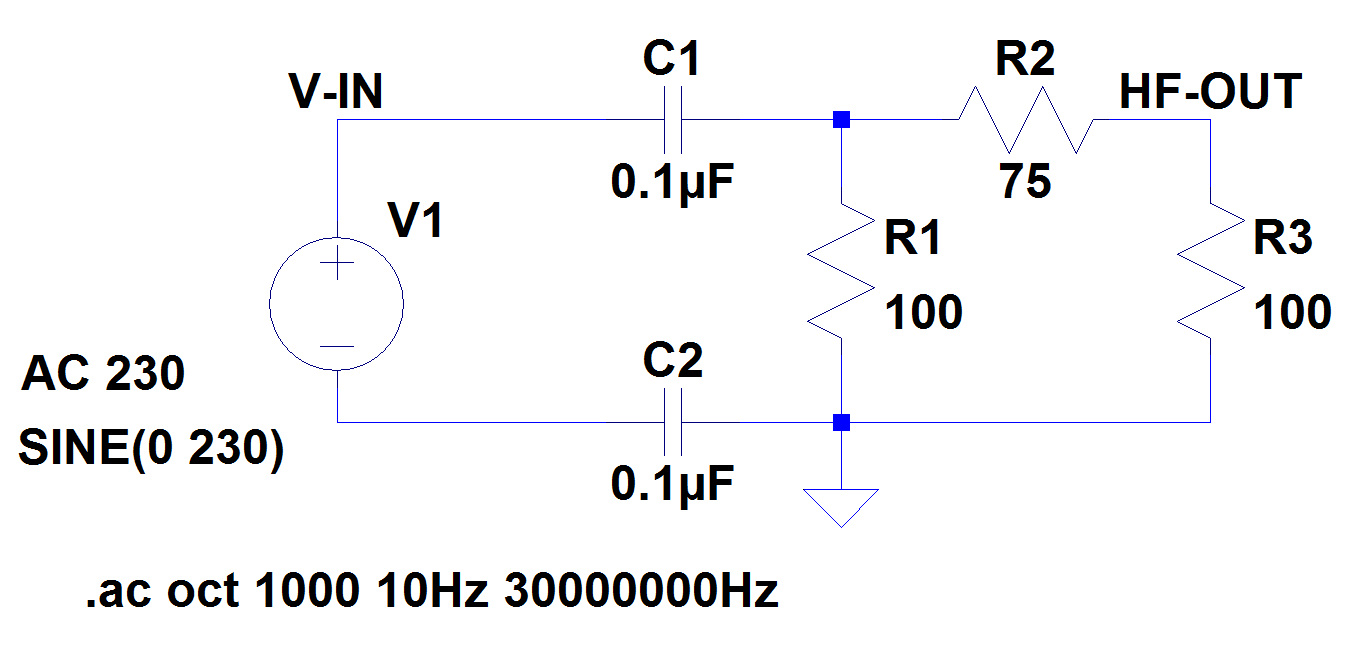 C1
R2
V-IN
HF-OUT
0.1µF
75
V1
R1
R3
100
100
C2
AC 230
SINE(0 230)
0.1µF
.ac oct 1000 10Hz 30000000Hz